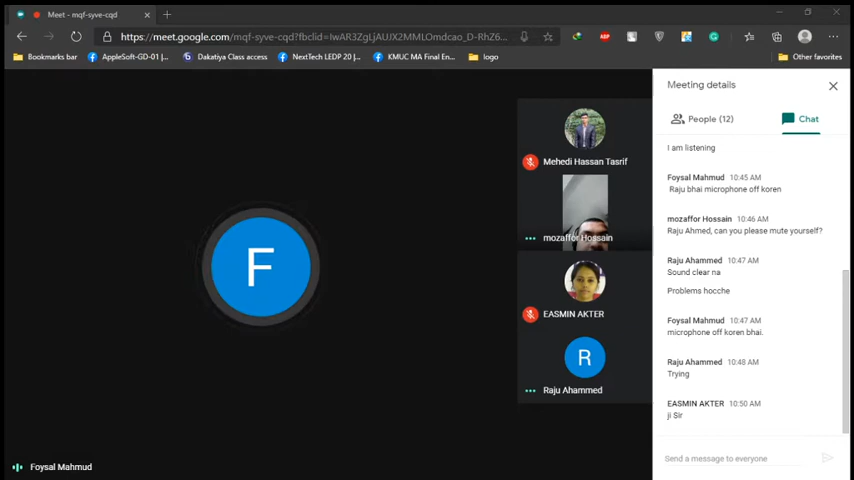 Meet - mqf-syve-cqd
https://meet.google.com/mqf-syve-cqd?fbclid=IwAR3ZgLjAUJX2MMLOmdcao_D-RhZ6...
ABP
Bookmarks bar
AppleSoft-GD-01 |...
Dakatiya Class access
NextTech LEDP 20 |...
KMUC MA Final En...
logo
Other favorites
F
Foysal Mahmud
Mehedi Hassan Tasrif
mozaffor Hossain
EASMIN AKTER
R
Raju Ahammed
Meeting details
People (12)
Chat
I am listening
Foysal Mahmud 10:45 AM
Raju bhai microphone off koren
mozaffor Hossain 10:46 AM
Raju Ahmed, can you please mute yourself?
Raju Ahammed 10:47 AM
Sound clear na
Problems hocche
Foysal Mahmud 10:47 AM
microphone off koren bhai.
Raju Ahammed 10:48 AM
Trying
EASMIN AKTER 10:50 AM
ji Sir
Send a message to everyone